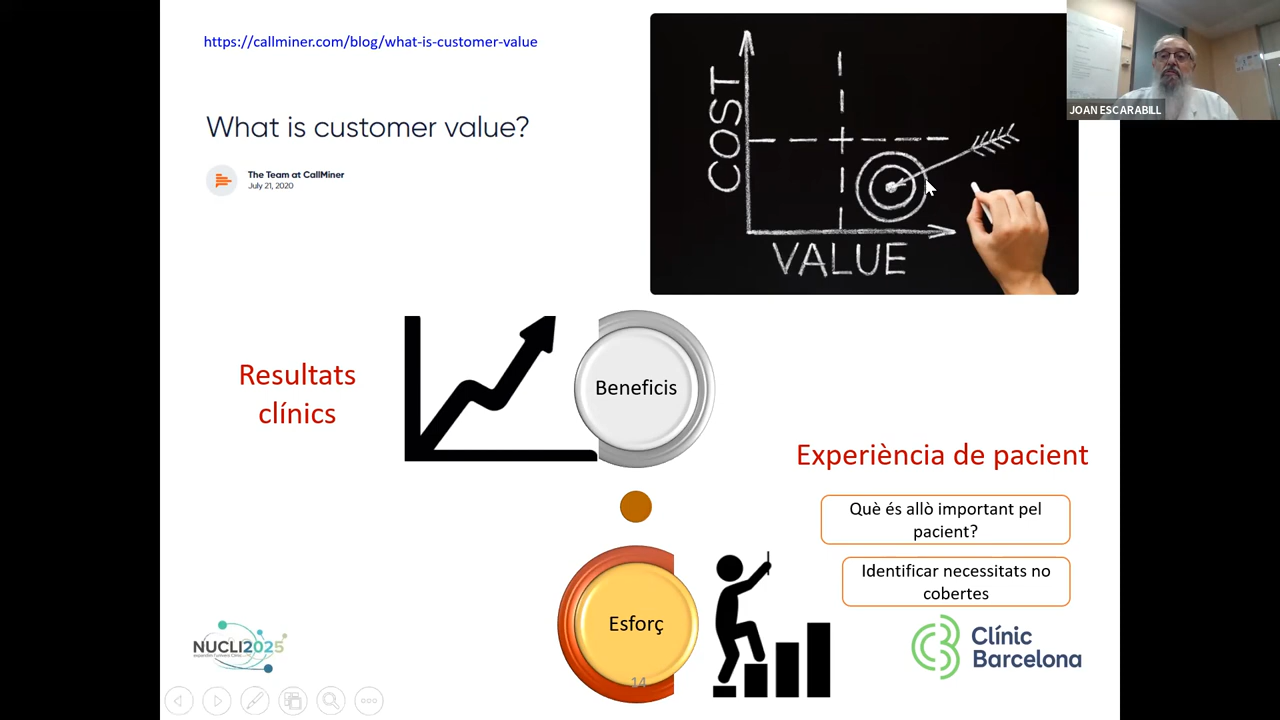 https://callminer.com/blog/what-is-customer-value
What is customer value?
The Team at CallMiner
July 21, 2020
COST
VALUE
JOAN ESCARABILL
Resultats
clínics
Beneficis
Experiència de pacient
Què és allò important pel
pacient?
Identificar necessitats no
cobertes
Esforç
14
NUCLI2025
Clínic
Barcelona